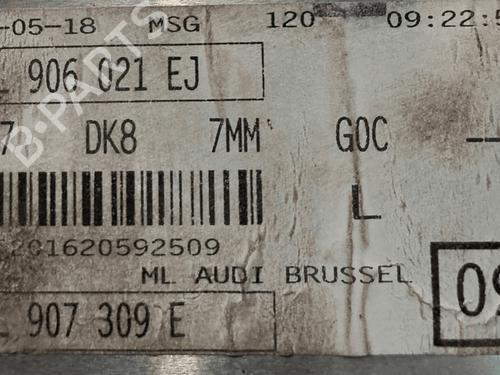 -05-18 MSG 120 09:22:5
906 021 EJ
7 DK8 7MM G0C --
L
201620592509
ML AUDI BRUSSEL
907 309 E
09
B-PARTS